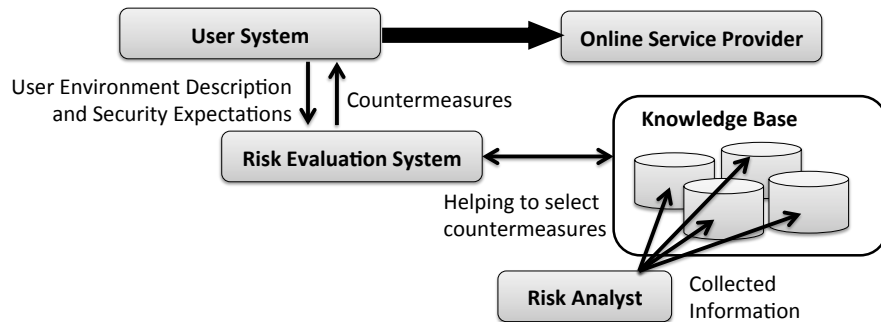 User System
Online Service Provider
User Environment Description
and Security Expectations
Countermeasures
Knowledge Base
Risk Evaluation System
Helping to select
countermeasures
Risk Analyst
Collected
Information